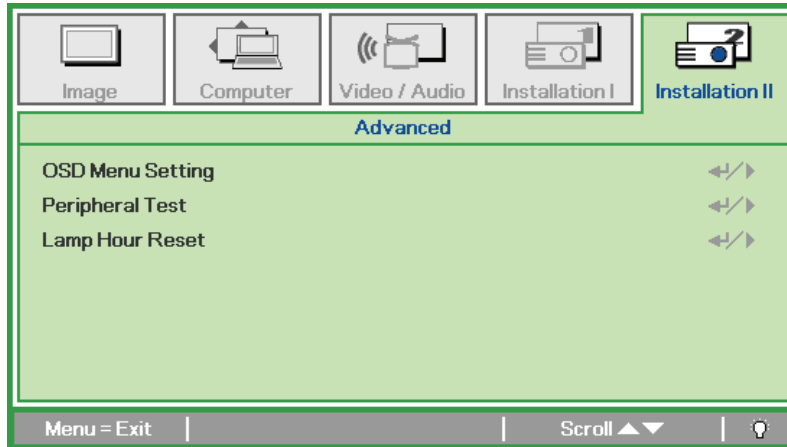 Image Computer Video / Audio Installation I Installation II
Advanced
OSD Menu Setting
Peripheral Test
Lamp Hour Reset
Menu = Exit Scroll